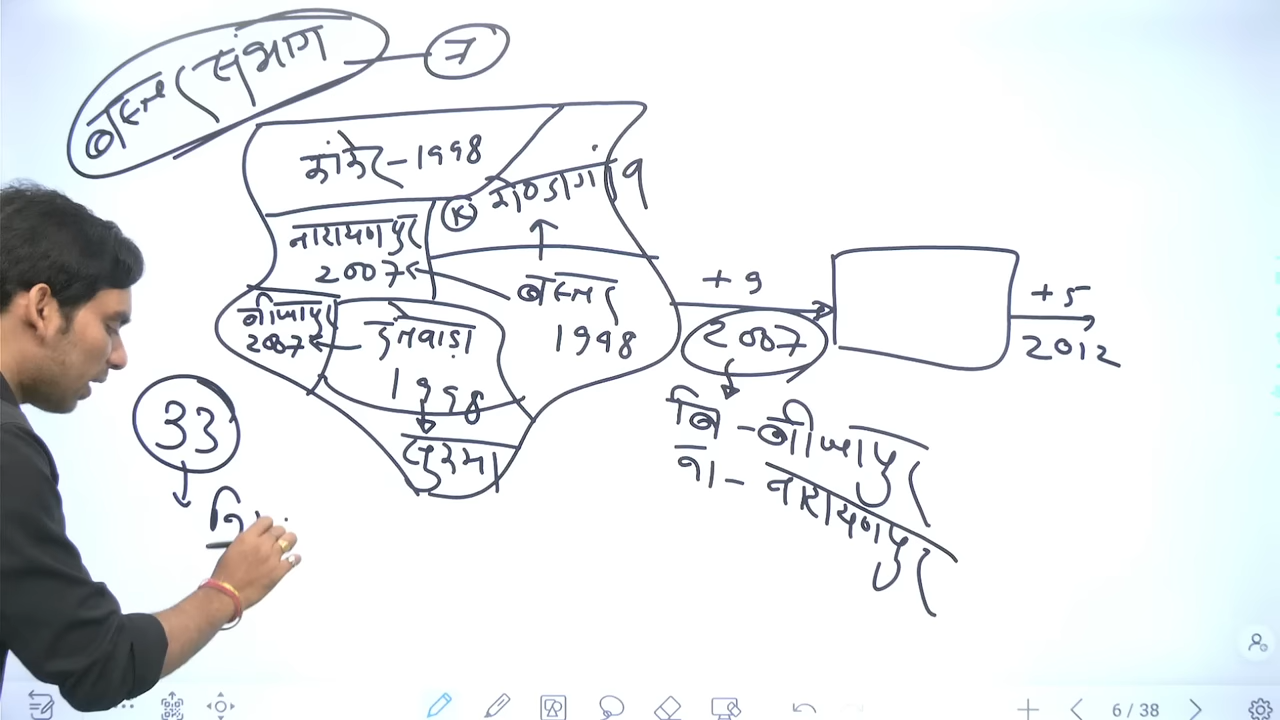 बस्तर संभाग - 7
कांकेर - 1998
(K) कोण्डागांव
नारायणपुर
2007
बस्तर
1998
बीजापुर
2007
दंतेवाड़ा
1998
सुकमा
+ 9
2007
+ 5
2012
बि - बीजापुर
ना - नारायणपुर
33
6 / 38